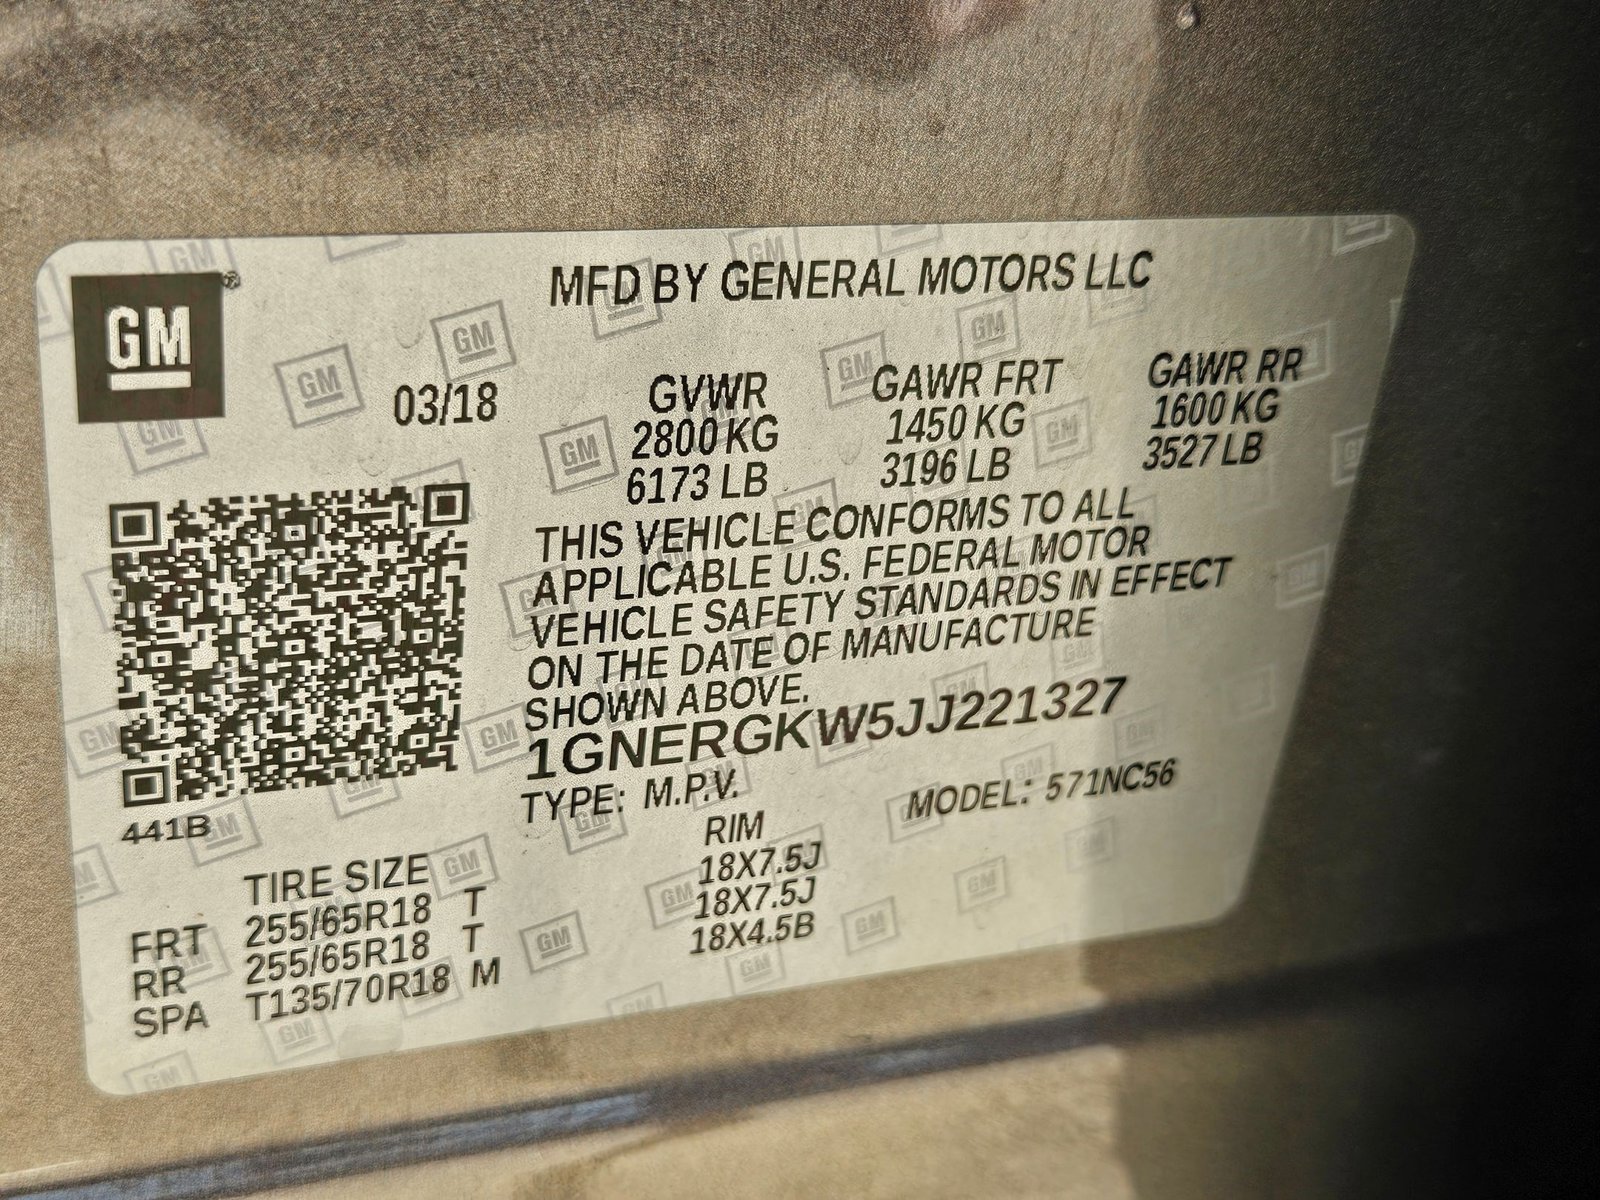 GM®
MFD BY GENERAL MOTORS LLC
03/18
GVWR GAWR FRT GAWR RR
2800 KG 1450 KG 1600 KG
6173 LB 3196 LB 3527 LB
THIS VEHICLE CONFORMS TO ALL
APPLICABLE U.S. FEDERAL MOTOR
VEHICLE SAFETY STANDARDS IN EFFECT
ON THE DATE OF MANUFACTURE
SHOWN ABOVE.
1GNERGKW5JJ221327
TYPE: M.P.V. MODEL: 571NC56
441B
TIRE SIZE RIM
FRT 255/65R18 T 18X7.5J
RR 255/65R18 T 18X7.5J
SPA T135/70R18 M 18X4.5B